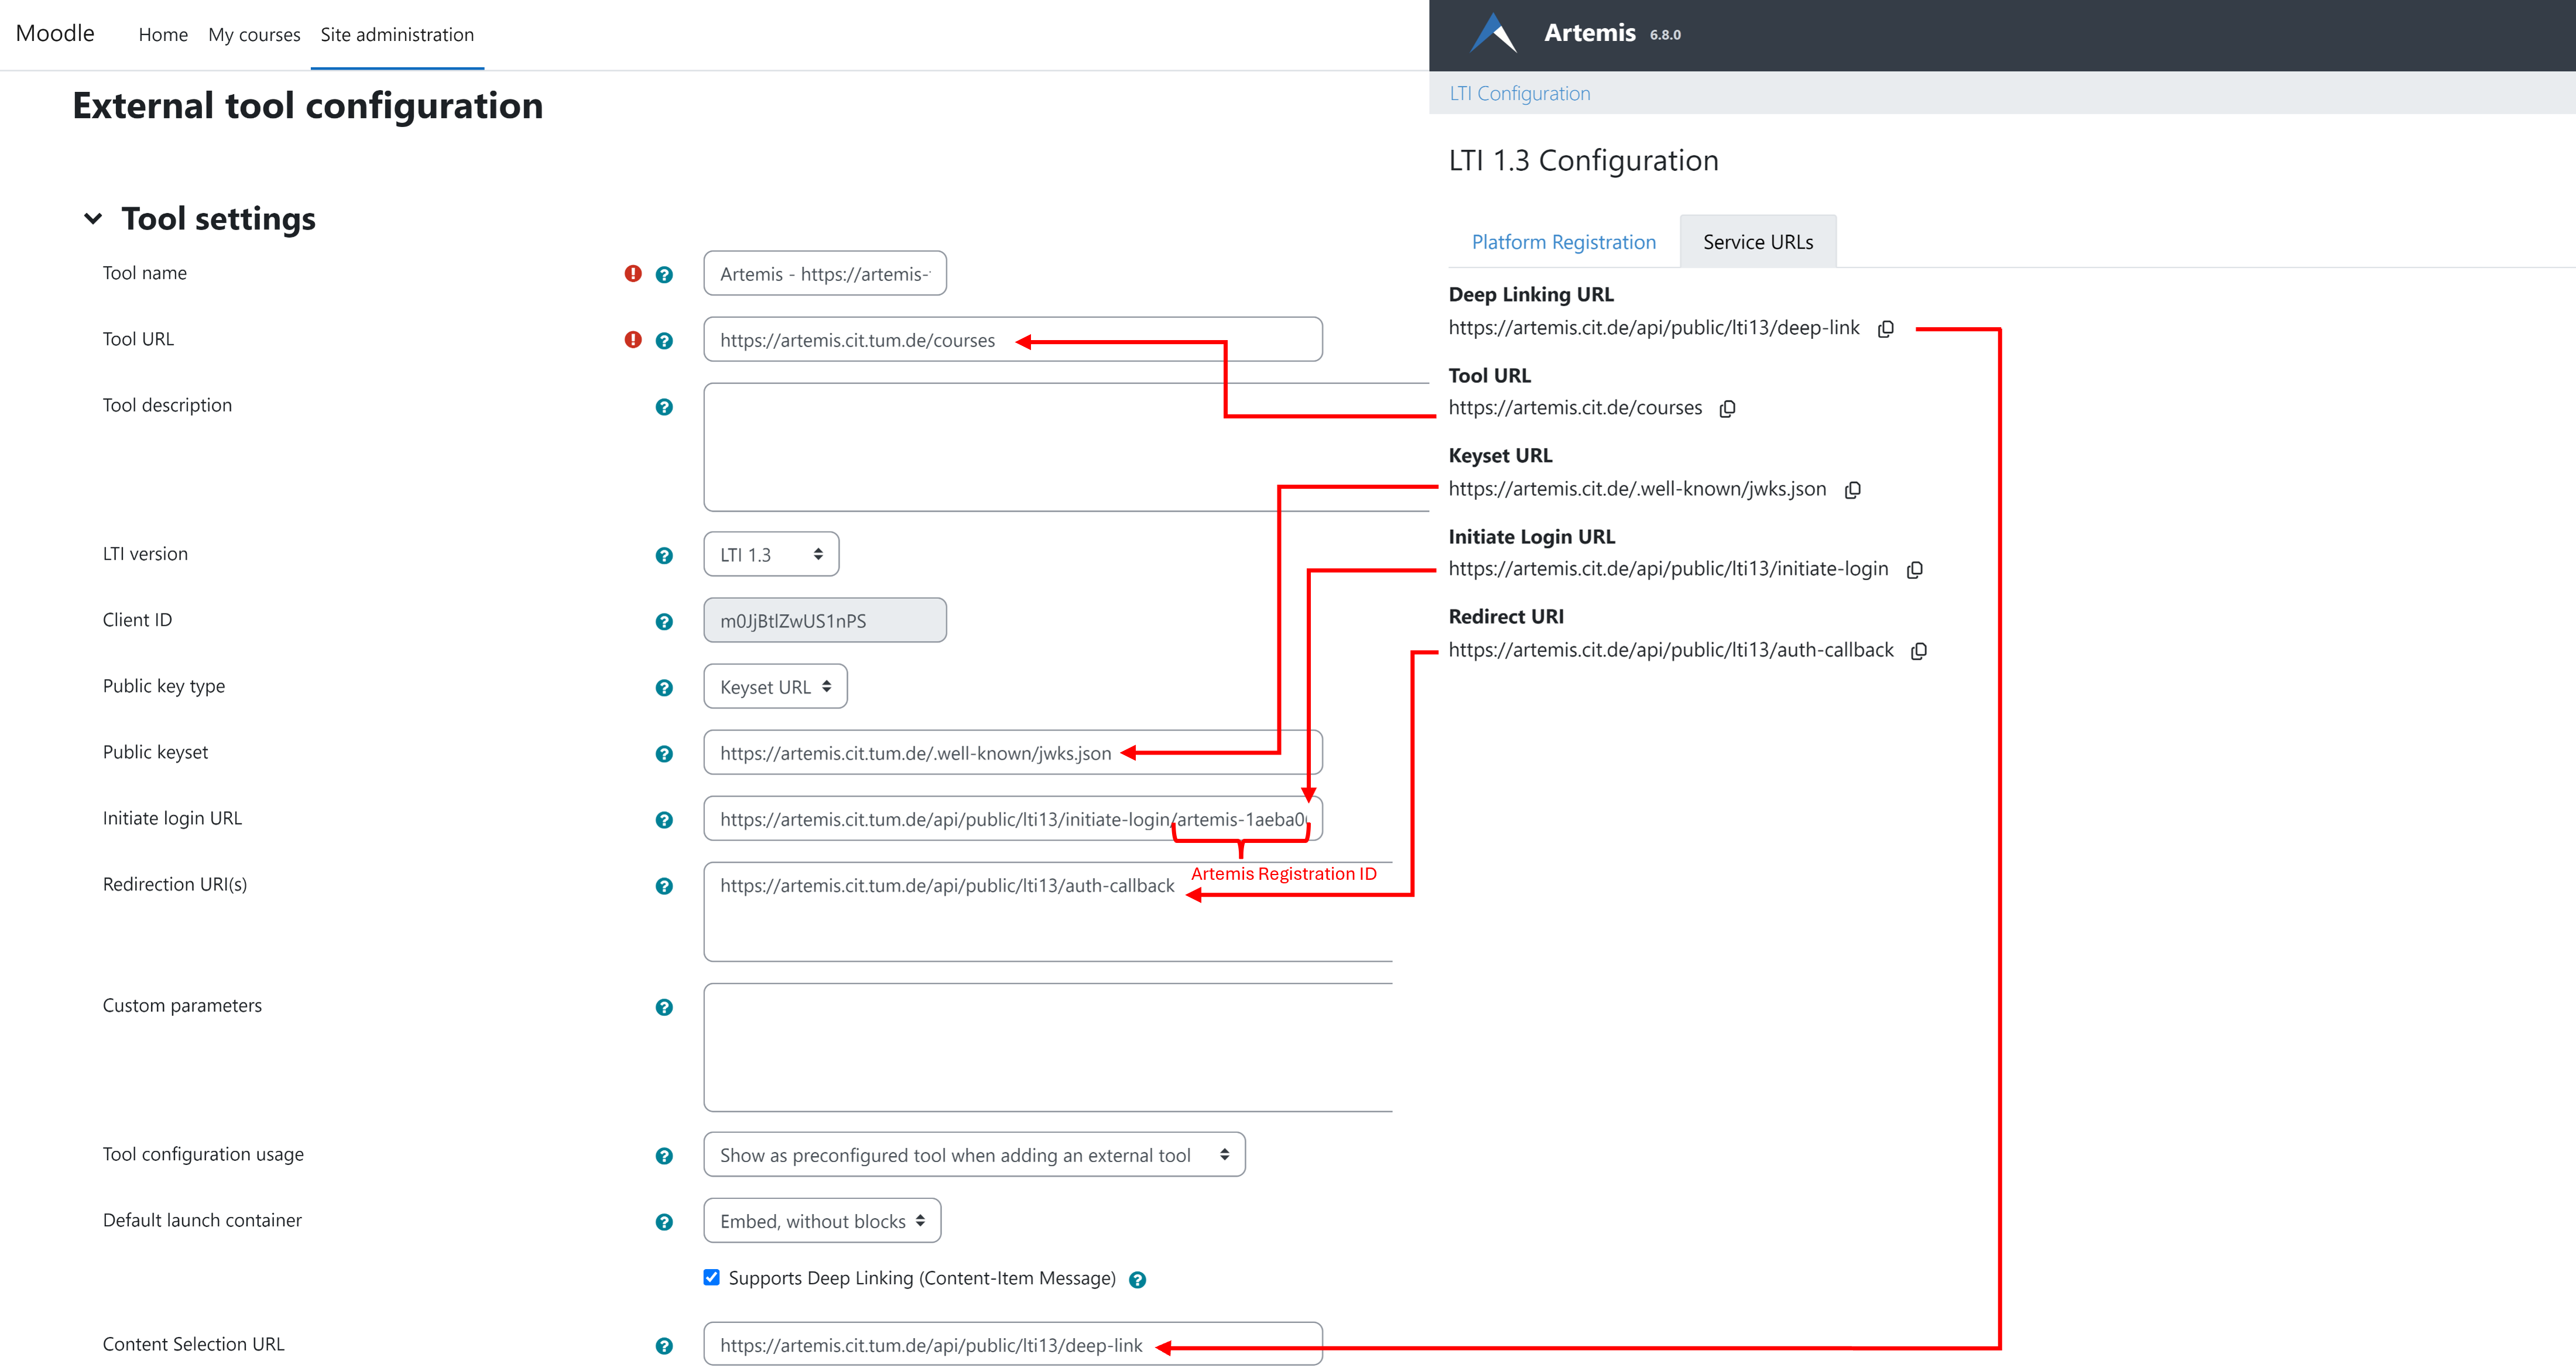 Moodle Home My courses Site administration
External tool configuration
Tool settings
Tool name Artemis - https://artemis-
Tool URL https://artemis.cit.tum.de/courses
Tool description
LTI version LTI 1.3
Client ID m0JjBtlZwUS1nPS
Public key type Keyset URL
Public keyset https://artemis.cit.tum.de/.well-known/jwks.json
Initiate login URL https://artemis.cit.tum.de/api/public/lti13/initiate-login/artemis-1aeba0
Artemis Registration ID
Redirection URI(s) https://artemis.cit.tum.de/api/public/lti13/auth-callback
Custom parameters
Tool configuration usage Show as preconfigured tool when adding an external tool
Default launch container Embed, without blocks
Supports Deep Linking (Content-Item Message)
Content Selection URL https://artemis.cit.tum.de/api/public/lti13/deep-link
Artemis 6.8.0
LTI Configuration
LTI 1.3 Configuration
Platform Registration Service URLs
Deep Linking URL
https://artemis.cit.de/api/public/lti13/deep-link
Tool URL
https://artemis.cit.de/courses
Keyset URL
https://artemis.cit.de/.well-known/jwks.json
Initiate Login URL
https://artemis.cit.de/api/public/lti13/initiate-login
Redirect URI
https://artemis.cit.de/api/public/lti13/auth-callback